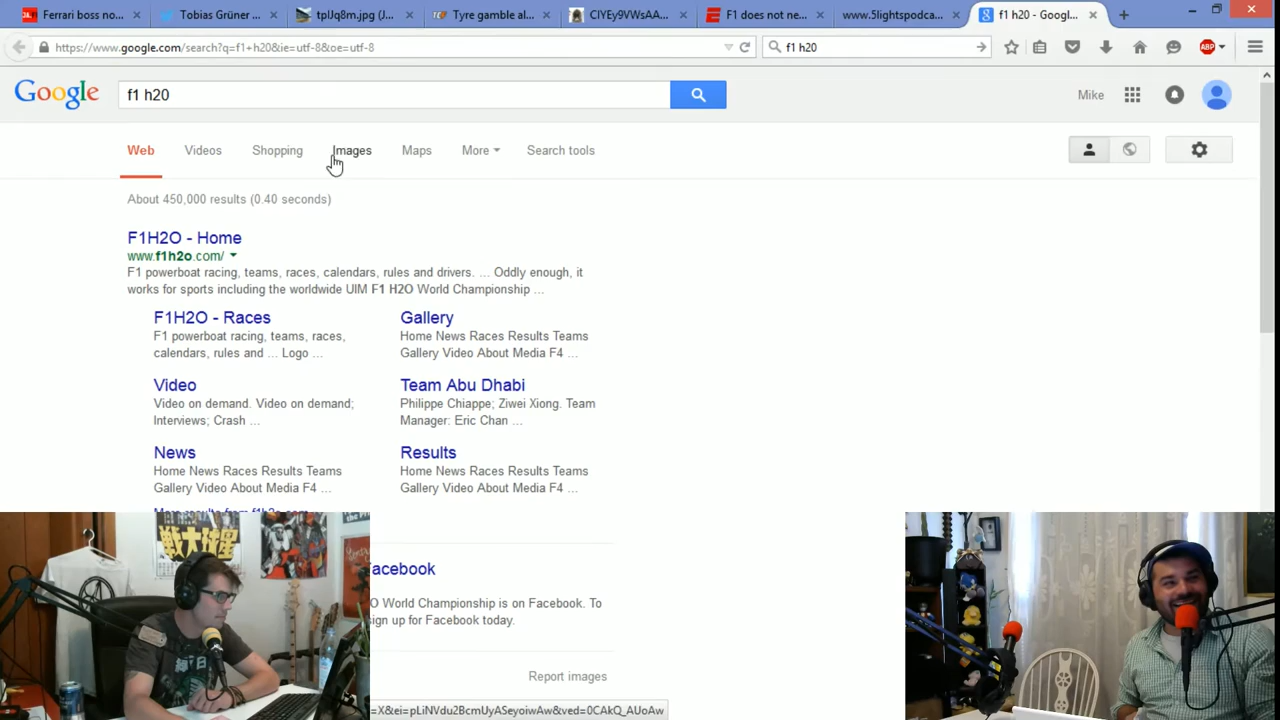 Ferrari boss no...
Tobias Grüner ...
tplJq8m.jpg (J...
Tyre gamble al...
CIYEy9VWsAA...
F1 does not ne...
www.5lightspodca...
f1 h20 - Googl...
https://www.google.com/search?q=f1+h20&ie=utf-8&oe=utf-8
f1 h20
ABP
Google
f1 h20
Mike
Web
Videos
Shopping
Images
Maps
More
Search tools
About 450,000 results (0.40 seconds)
F1H2O - Home
www.f1h2o.com/
F1 powerboat racing, teams, races, calendars, rules and drivers. ... Oddly enough, it
works for sports including the worldwide UIM F1 H2O World Championship ...
F1H2O - Races
F1 powerboat racing, teams, races,
calendars, rules and ... Logo ...
Gallery
Home News Races Results Teams
Gallery Video About Media F4 ...
Video
Video on demand. Video on demand;
Interviews; Crash ...
Team Abu Dhabi
Philippe Chiappe; Ziwei Xiong. Team
Manager: Eric Chan ...
News
Home News Races Results Teams
Gallery Video About Media F4 ...
Results
Home News Races Results Teams
Gallery Video About Media F4 ...
More results from f1h2o.com
acebook
O World Championship is on Facebook. To
sign up for Facebook today.
Report images
=X&ei=pLiNVdu2BcmUyASeyoiwAw&ved=0CAkQ_AUoAw